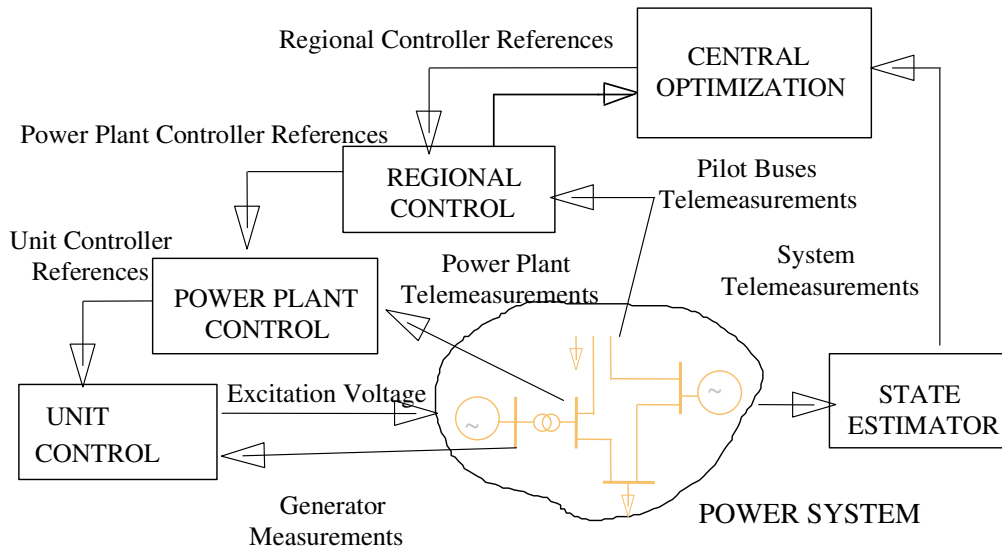 Regional Controller References
CENTRAL
OPTIMIZATION
Power Plant Controller References
REGIONAL
CONTROL
Pilot Buses
Telemeasurements
Unit Controller
References
POWER PLANT
CONTROL
Power Plant
Telemeasurements
System
Telemeasurements
UNIT
CONTROL
Excitation Voltage
~
~
STATE
ESTIMATOR
Generator
Measurements
POWER SYSTEM